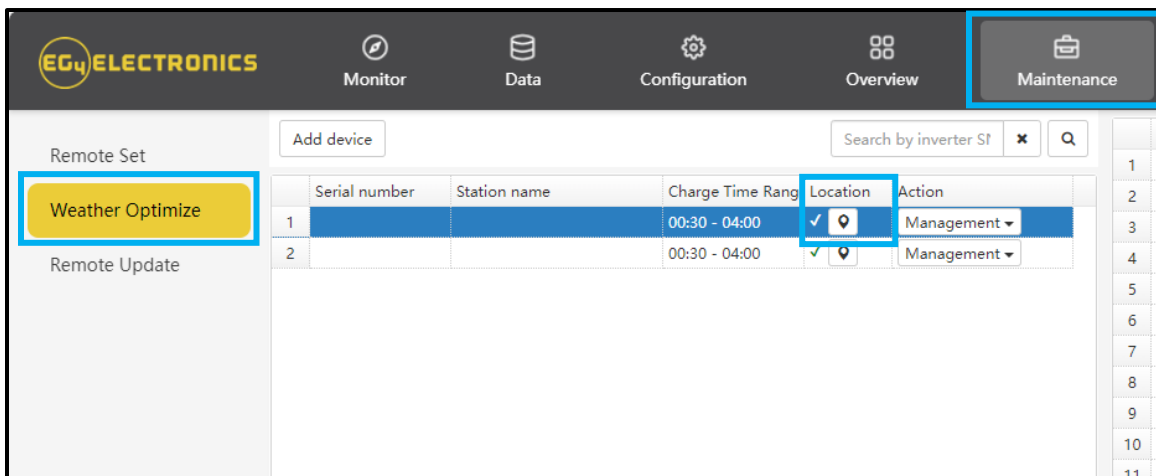 EG4 ELECTRONICS
Monitor
Data
Configuration
Overview
Maintenance
Remote Set
Weather Optimize
Remote Update
Add device
Search by inverter SN
Serial number Station name Charge Time Rang Location Action
1 00:30 - 04:00 Management
2 00:30 - 04:00 Management
1
2
3
4
5
6
7
8
9
10
11